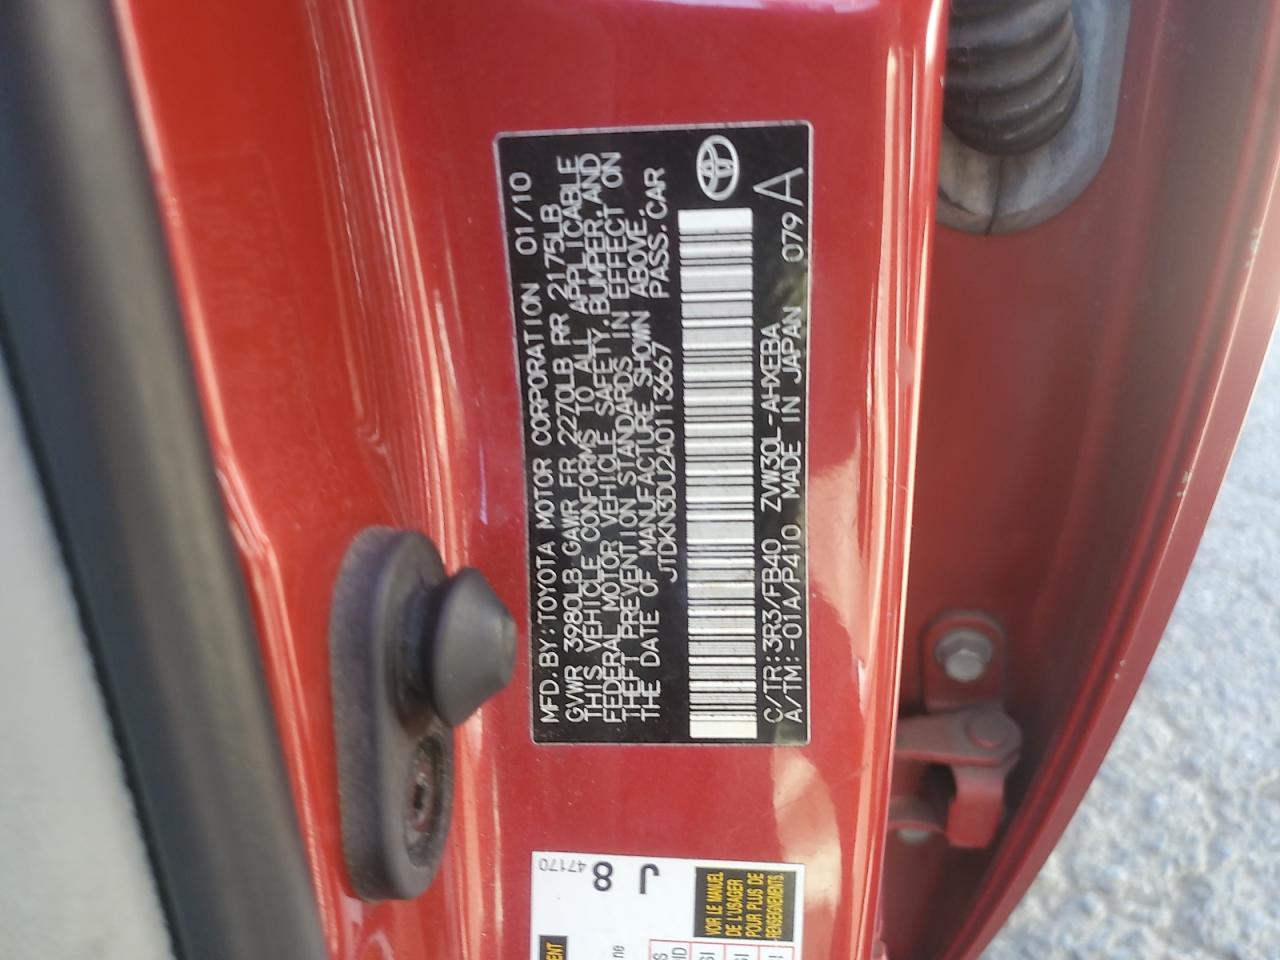 MFD. BY: TOYOTA MOTOR CORPORATION 01/10
GVWR 3980LB GAWR FR 2270LB RR 2175LB
THIS VEHICLE CONFORMS TO ALL APPLICABLE
FEDERAL MOTOR VEHICLE SAFETY, BUMPER, AND
THEFT PREVENTION STANDARDS IN EFFECT ON
THE DATE OF MANUFACTURE SHOWN ABOVE.
JTDKN3DU2A0113667 PASS. CAR
C/TR: 3R3/FB40 ZVW30L-AHXEBA
A/TM: -01A/P410 MADE IN JAPAN 079 A
47170
8
J
VOIR LE MANUEL
DE L'USAGER
POUR PLUS DE
RENSEIGNEMENTS.